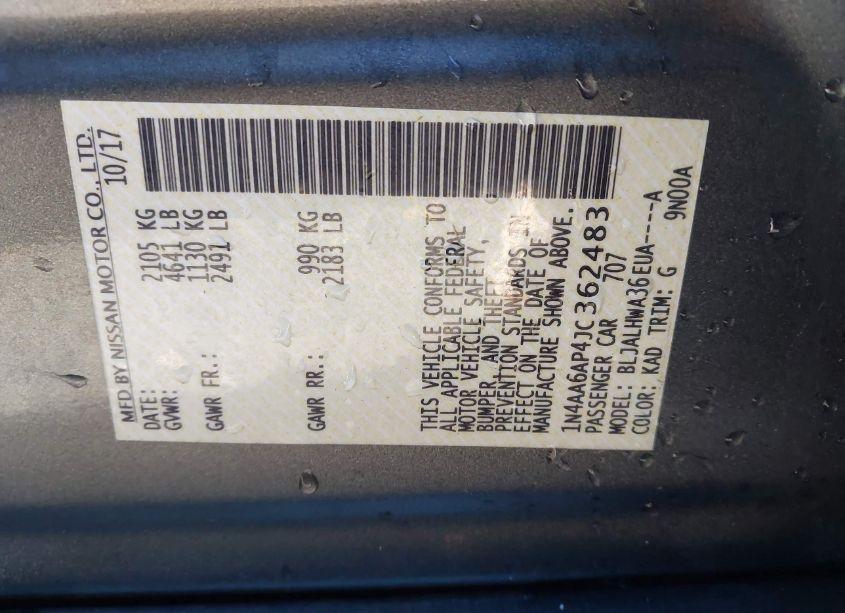 MFD BY NISSAN MOTOR CO., LTD.
DATE: 10/17
GVWR: 2105 KG
4641 LB
GAWR FR.: 1130 KG
2491 LB
GAWR RR.: 990 KG
2183 LB
THIS VEHICLE CONFORMS TO
ALL APPLICABLE FEDERAL
MOTOR VEHICLE SAFETY,
BUMPER, AND THEFT
PREVENTION STANDARDS IN
EFFECT ON THE DATE OF
MANUFACTURE SHOWN ABOVE.
1N4AA6AP4JC362483
PASSENGER CAR 707
MODEL: BLJALHWA36EUA----A
COLOR: KAD TRIM: G 9N00A